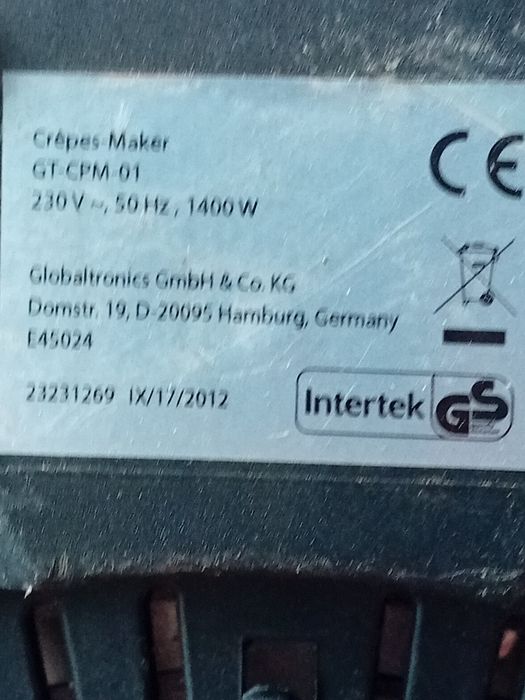 Crêpes-Maker
GT-CPM-01
230 V ~, 50 Hz, 1400 W
CE
Globaltronics GmbH & Co. KG
Domstr. 19, D-20095 Hamburg, Germany
E45024
23231269 IX/17/2012
Intertek GS